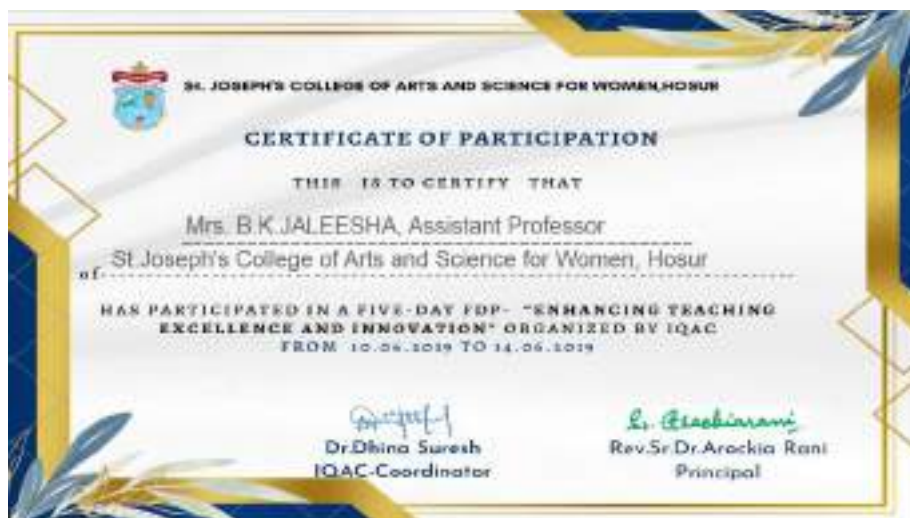 St. JOSEPH'S COLLEGE OF ARTS AND SCIENCE FOR WOMEN,HOSUR
CERTIFICATE OF PARTICIPATION
THIS IS TO CERTIFY THAT
Mrs. B.K.JALEESHA, Assistant Professor
of St.Joseph's College of Arts and Science for Women, Hosur
HAS PARTICIPATED IN A FIVE-DAY FDP- "ENHANCING TEACHING
EXCELLENCE AND INNOVATION" ORGANIZED BY IQAC
FROM 10.06.2019 TO 14.06.2019
Dr.Dhina Suresh
IQAC-Coordinator
Rev.Sr.Dr.Arockia Rani
Principal